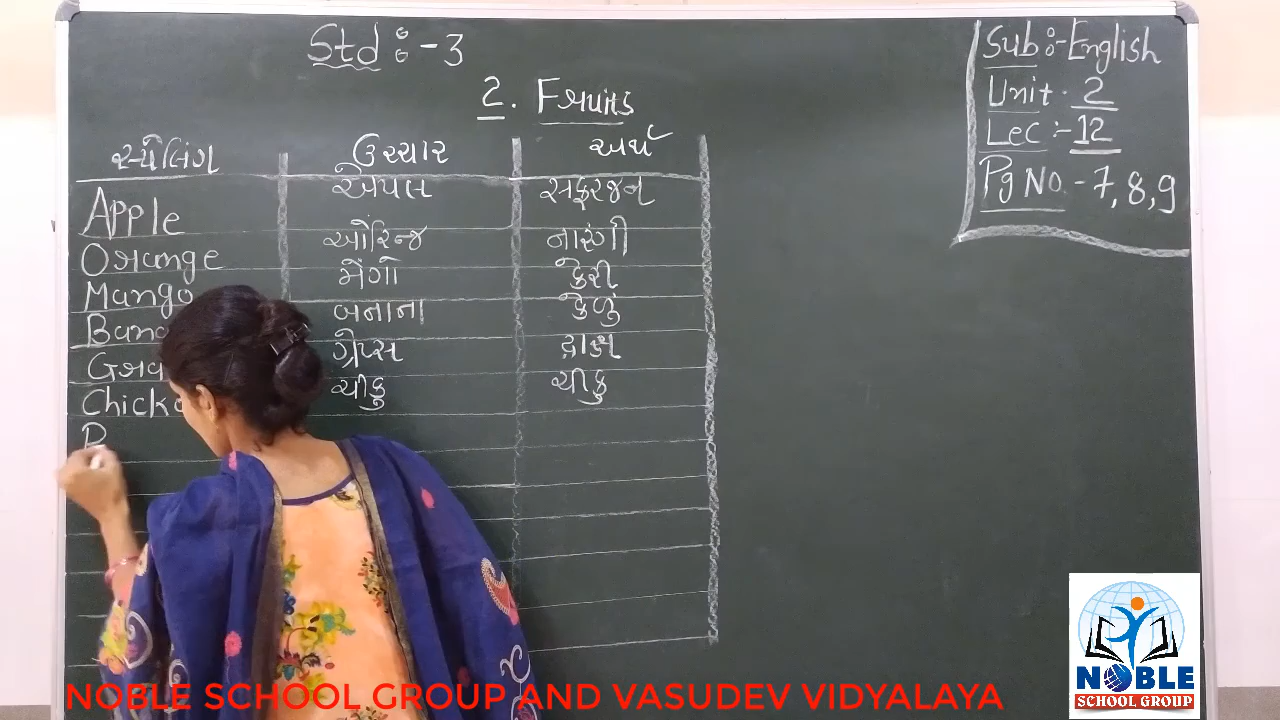 Std :- 3
2. Fruits
Sub :- English
Unit. 2
Lec :- 12
Pg No. - 7, 8, 9
સ્પેલિંગ ઉચ્ચાર અર્થ
Apple એપલ સફરજન
Orange ઓરેન્જ નારંગી
Mango મેંગો કેરી
બનાના કેળું
ગ્રેપ્સ દ્રાક્ષ
ચીકુ ચીકુ
NOBLE
SCHOOL GROUP
NOBLE SCHOOL GROUP AND VASUDEV VIDYALAYA